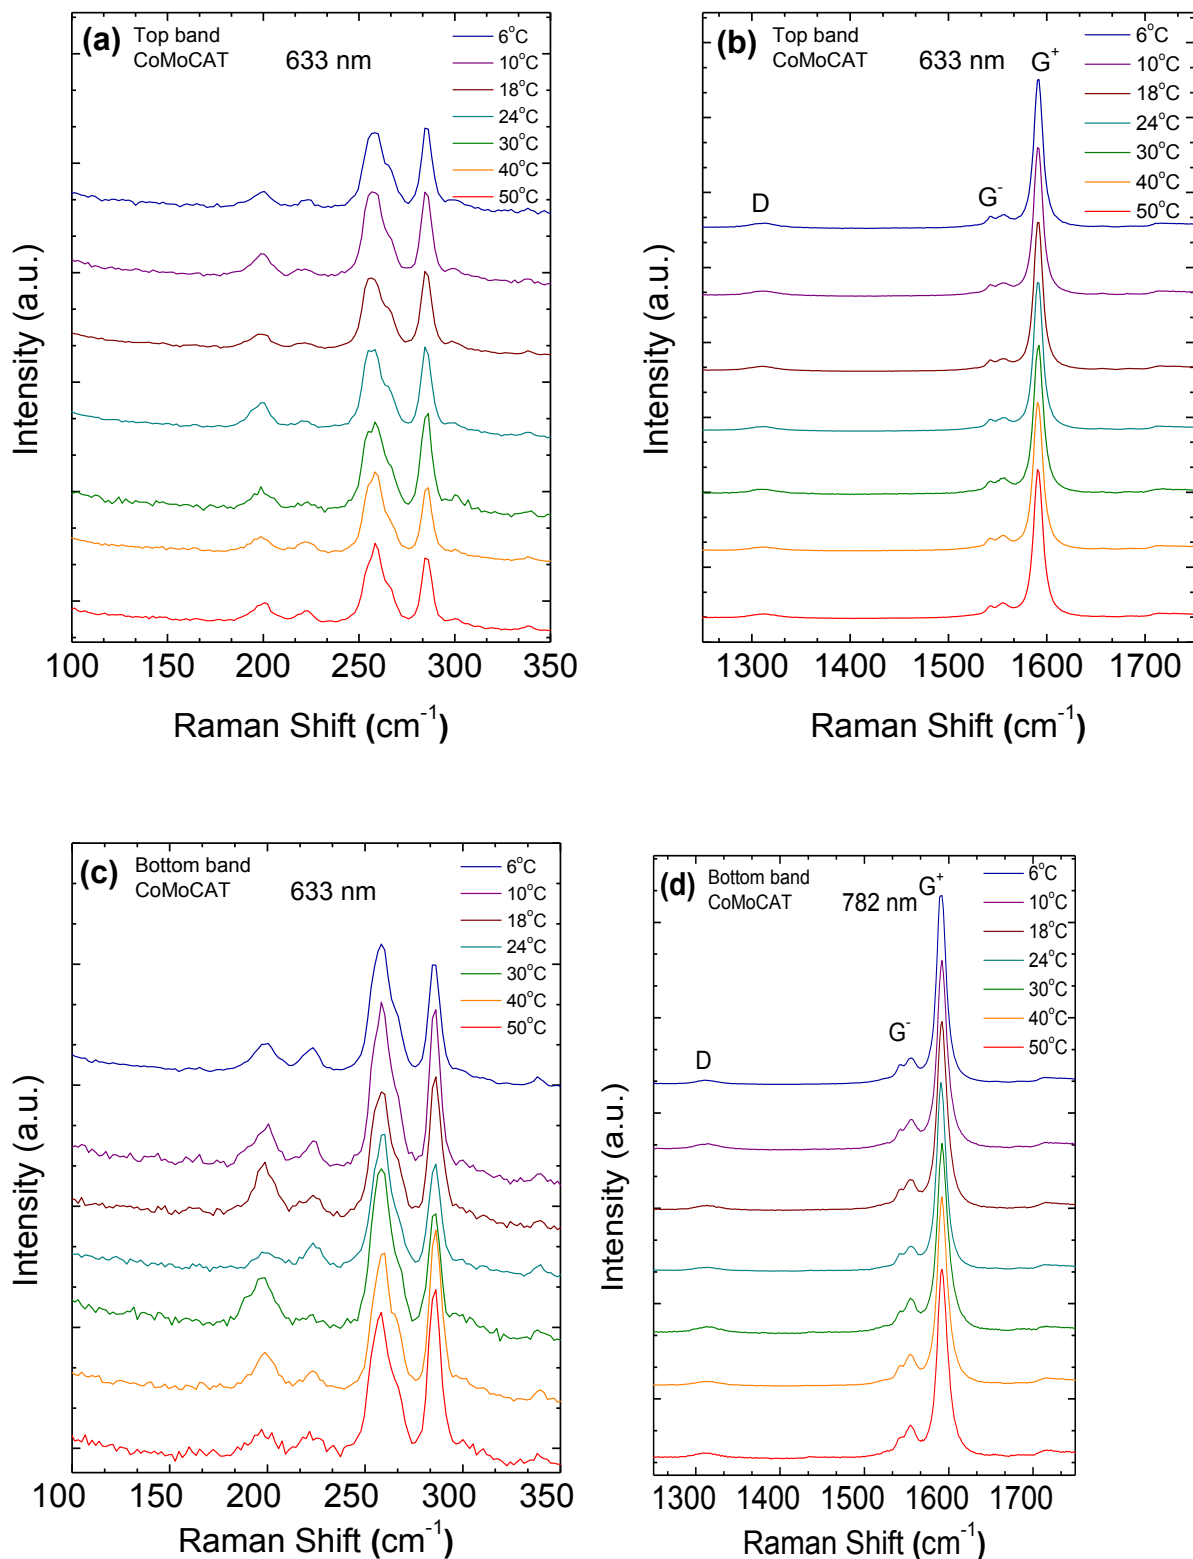 (a) Top band
CoMoCAT
633 nm
6°C
10°C
18°C
24°C
30°C
40°C
50°C
Intensity (a.u.)
100 150 200 250 300 350
Raman Shift (cm⁻¹)
(b) Top band
CoMoCAT
633 nm
G⁺
6°C
10°C
18°C
24°C
30°C
40°C
50°C
D
G⁻
Intensity (a.u.)
1300 1400 1500 1600 1700
Raman Shift (cm⁻¹)
(c) Bottom band
CoMoCAT
633 nm
6°C
10°C
18°C
24°C
30°C
40°C
50°C
Intensity (a.u.)
100 150 200 250 300 350
Raman Shift (cm⁻¹)
(d) Bottom band
CoMoCAT
782 nm
G⁺
6°C
10°C
18°C
24°C
30°C
40°C
50°C
G⁻
D
Intensity (a.u.)
1300 1400 1500 1600 1700
Raman Shift (cm⁻¹)